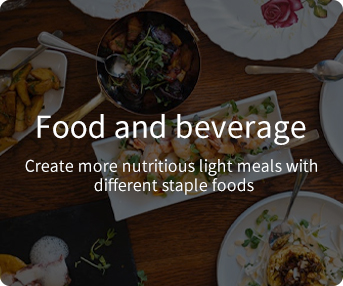 Food and beverage
Create more nutritious light meals with
different staple foods